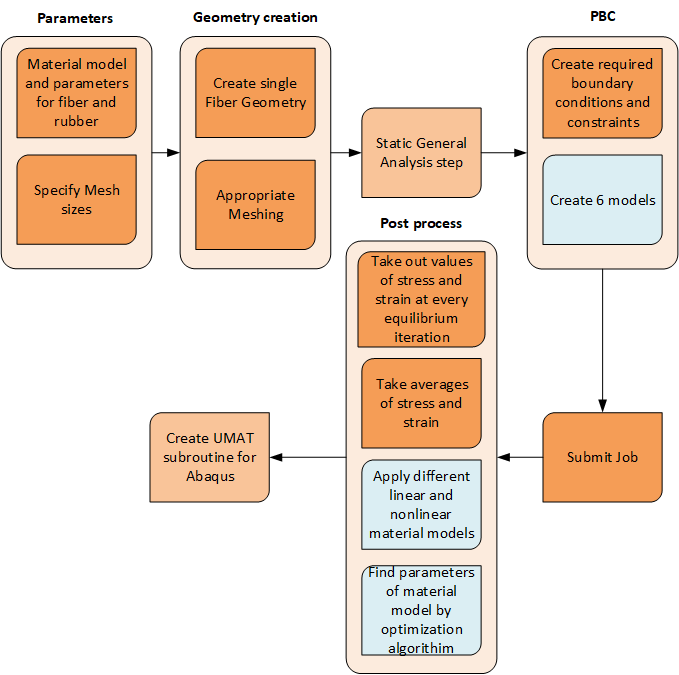 Parameters
Material model
and parameters
for fiber and
rubber
Specify Mesh
sizes
Geometry creation
Create single
Fiber Geometry
Appropriate
Meshing
Static General
Analysis step
PBC
Create required
boundary
conditions and
constraints
Create 6 models
Submit Job
Post process
Take out values
of stress and
strain at every
equilibrium
iteration
Take averages
of stress and
strain
Apply different
linear and
nonlinear
material models
Find parameters
of material
model by
optimization
algorithim
Create UMAT
subroutine for
Abaqus